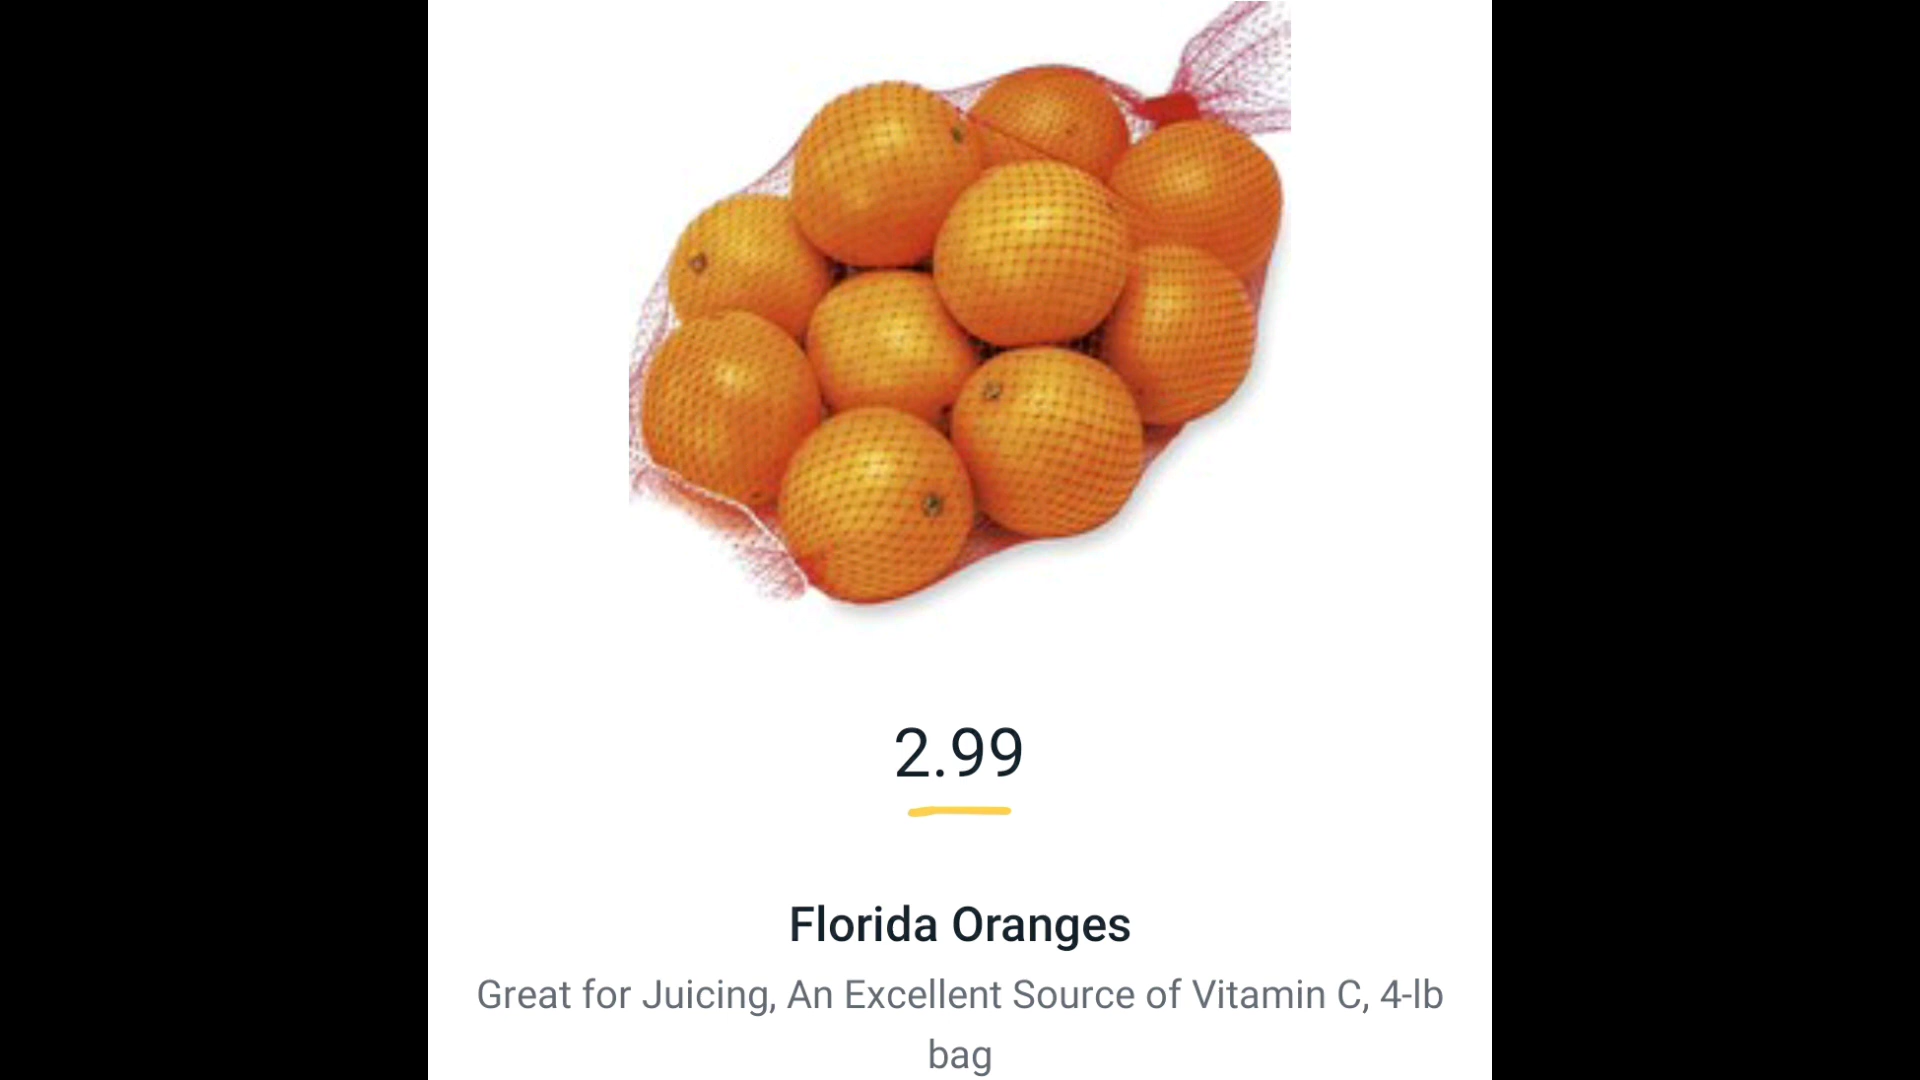 2.99
Florida Oranges
Great for Juicing, An Excellent Source of Vitamin C, 4-lb
bag